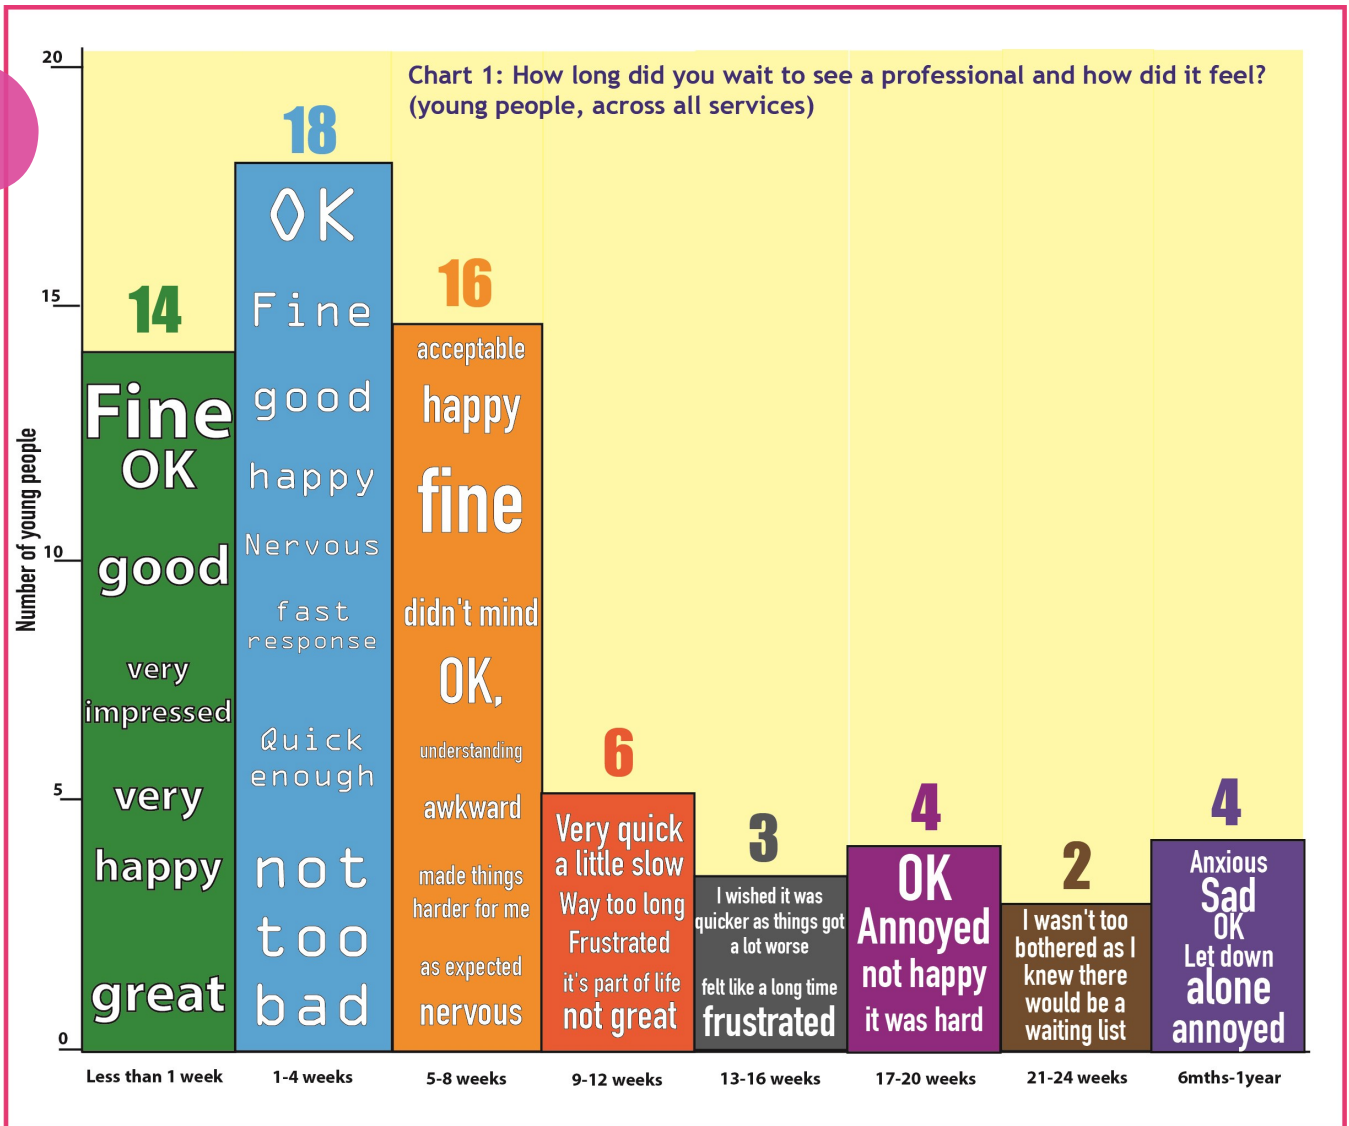 Chart 1: How long did you wait to see a professional and how did it feel?
(young people, across all services)
Number of young people
20
15
10
5
0
14
Fine
OK
good
very
impressed
very
happy
great
Less than 1 week
18
OK
Fine
good
happy
Nervous
fast
response
Quick
enough
not
too
bad
1-4 weeks
16
acceptable
happy
fine
didn't mind
OK,
understanding
awkward
made things
harder for me
as expected
nervous
5-8 weeks
6
Very quick
a little slow
Way too long
Frustrated
it's part of life
not great
9-12 weeks
3
I wished it was
quicker as things got
a lot worse
felt like a long time
frustrated
13-16 weeks
4
OK
Annoyed
not happy
it was hard
17-20 weeks
2
I wasn't too
bothered as I
knew there
would be a
waiting list
21-24 weeks
4
Anxious
Sad
OK
Let down
alone
annoyed
6mths-1year